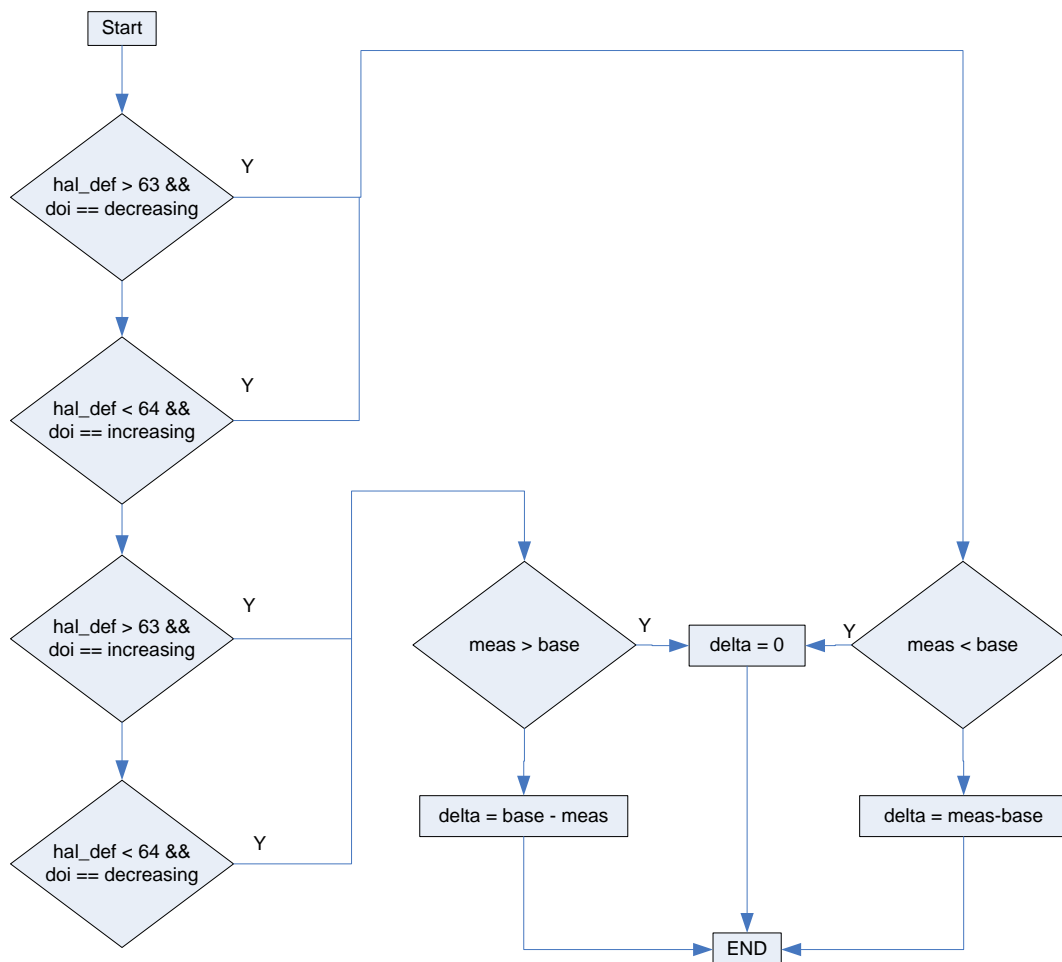 Start
hal_def > 63 &&
doi == decreasing
Y
hal_def < 64 &&
doi == increasing
Y
hal_def > 63 &&
doi == increasing
Y
hal_def < 64 &&
doi == decreasing
Y
meas > base
Y
delta = 0
Y
meas < base
delta = base - meas
delta = meas-base
END